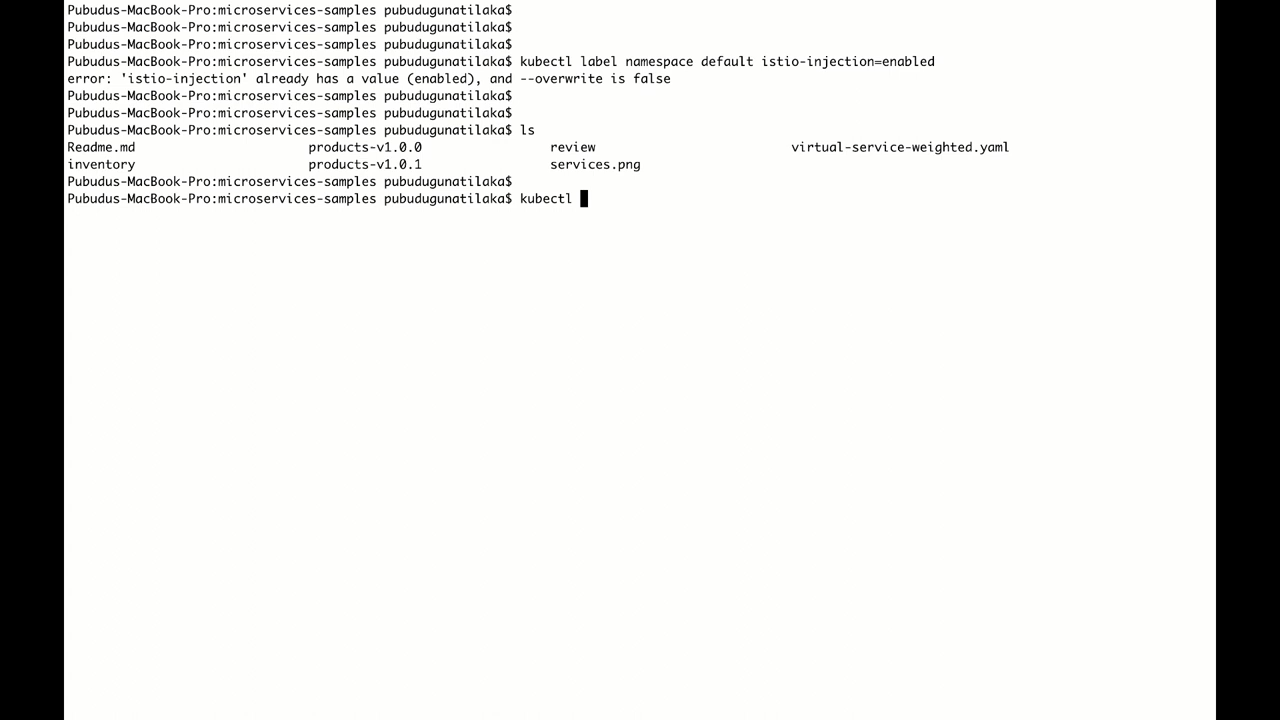 Pubudus-MacBook-Pro:microservices-samples pubudugunatilaka$
Pubudus-MacBook-Pro:microservices-samples pubudugunatilaka$
Pubudus-MacBook-Pro:microservices-samples pubudugunatilaka$
Pubudus-MacBook-Pro:microservices-samples pubudugunatilaka$ kubectl label namespace default istio-injection=enabled
error: 'istio-injection' already has a value (enabled), and --overwrite is false
Pubudus-MacBook-Pro:microservices-samples pubudugunatilaka$
Pubudus-MacBook-Pro:microservices-samples pubudugunatilaka$
Pubudus-MacBook-Pro:microservices-samples pubudugunatilaka$ ls
Readme.md products-v1.0.0 review virtual-service-weighted.yaml
inventory products-v1.0.1 services.png
Pubudus-MacBook-Pro:microservices-samples pubudugunatilaka$
Pubudus-MacBook-Pro:microservices-samples pubudugunatilaka$ kubectl